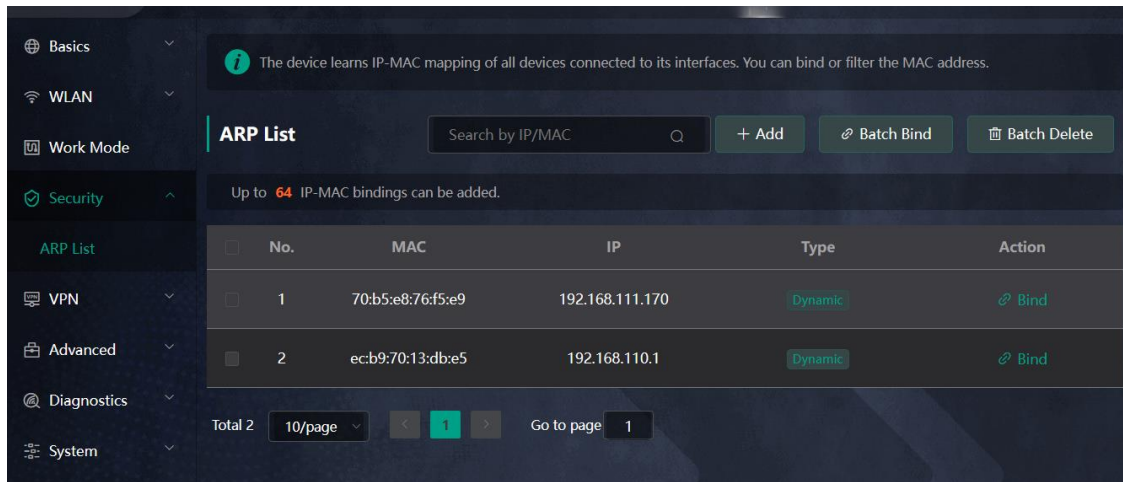 Basics
WLAN
Work Mode
Security
ARP List
VPN
Advanced
Diagnostics
System
The device learns IP-MAC mapping of all devices connected to its interfaces. You can bind or filter the MAC address.
ARP List Search by IP/MAC + Add Batch Bind Batch Delete
Up to 64 IP-MAC bindings can be added.
No. MAC IP Type Action
1 70:b5:e8:76:f5:e9 192.168.111.170 Dynamic Bind
2 ec:b9:70:13:db:e5 192.168.110.1 Dynamic Bind
Total 2 10/page < 1 > Go to page 1